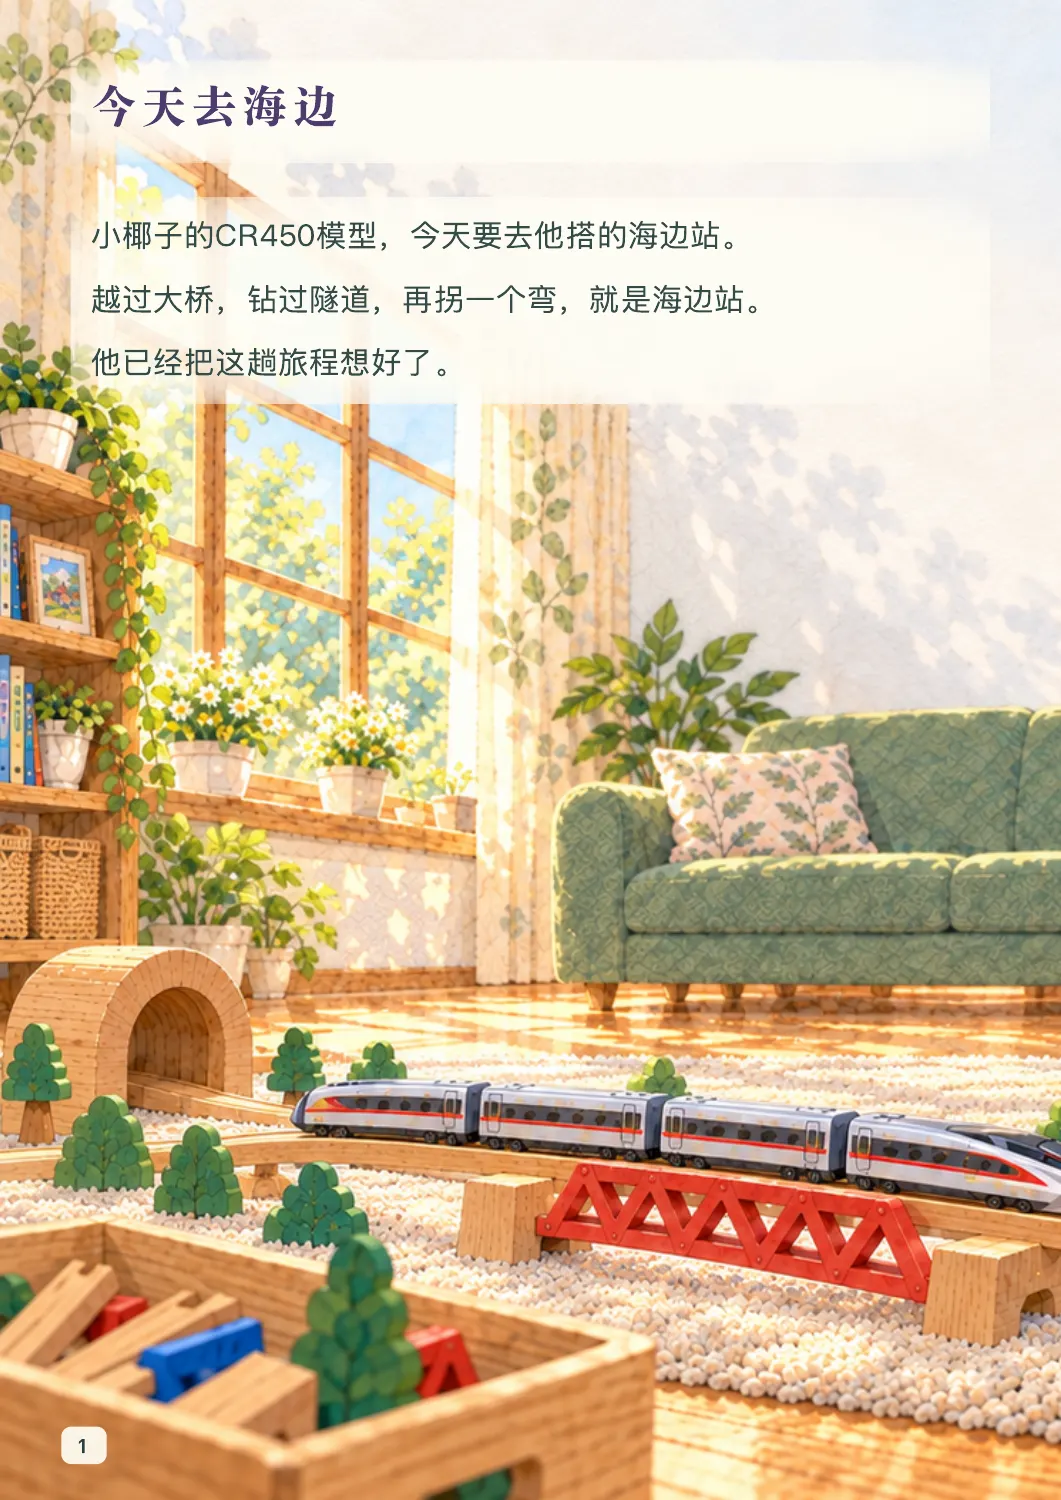 今天去海边
小椰子的CR450模型，今天要去他搭的海边站。
越过大桥，钻过隧道，再拐一个弯，就是海边站。
他已经把这趟旅程想好了。
1